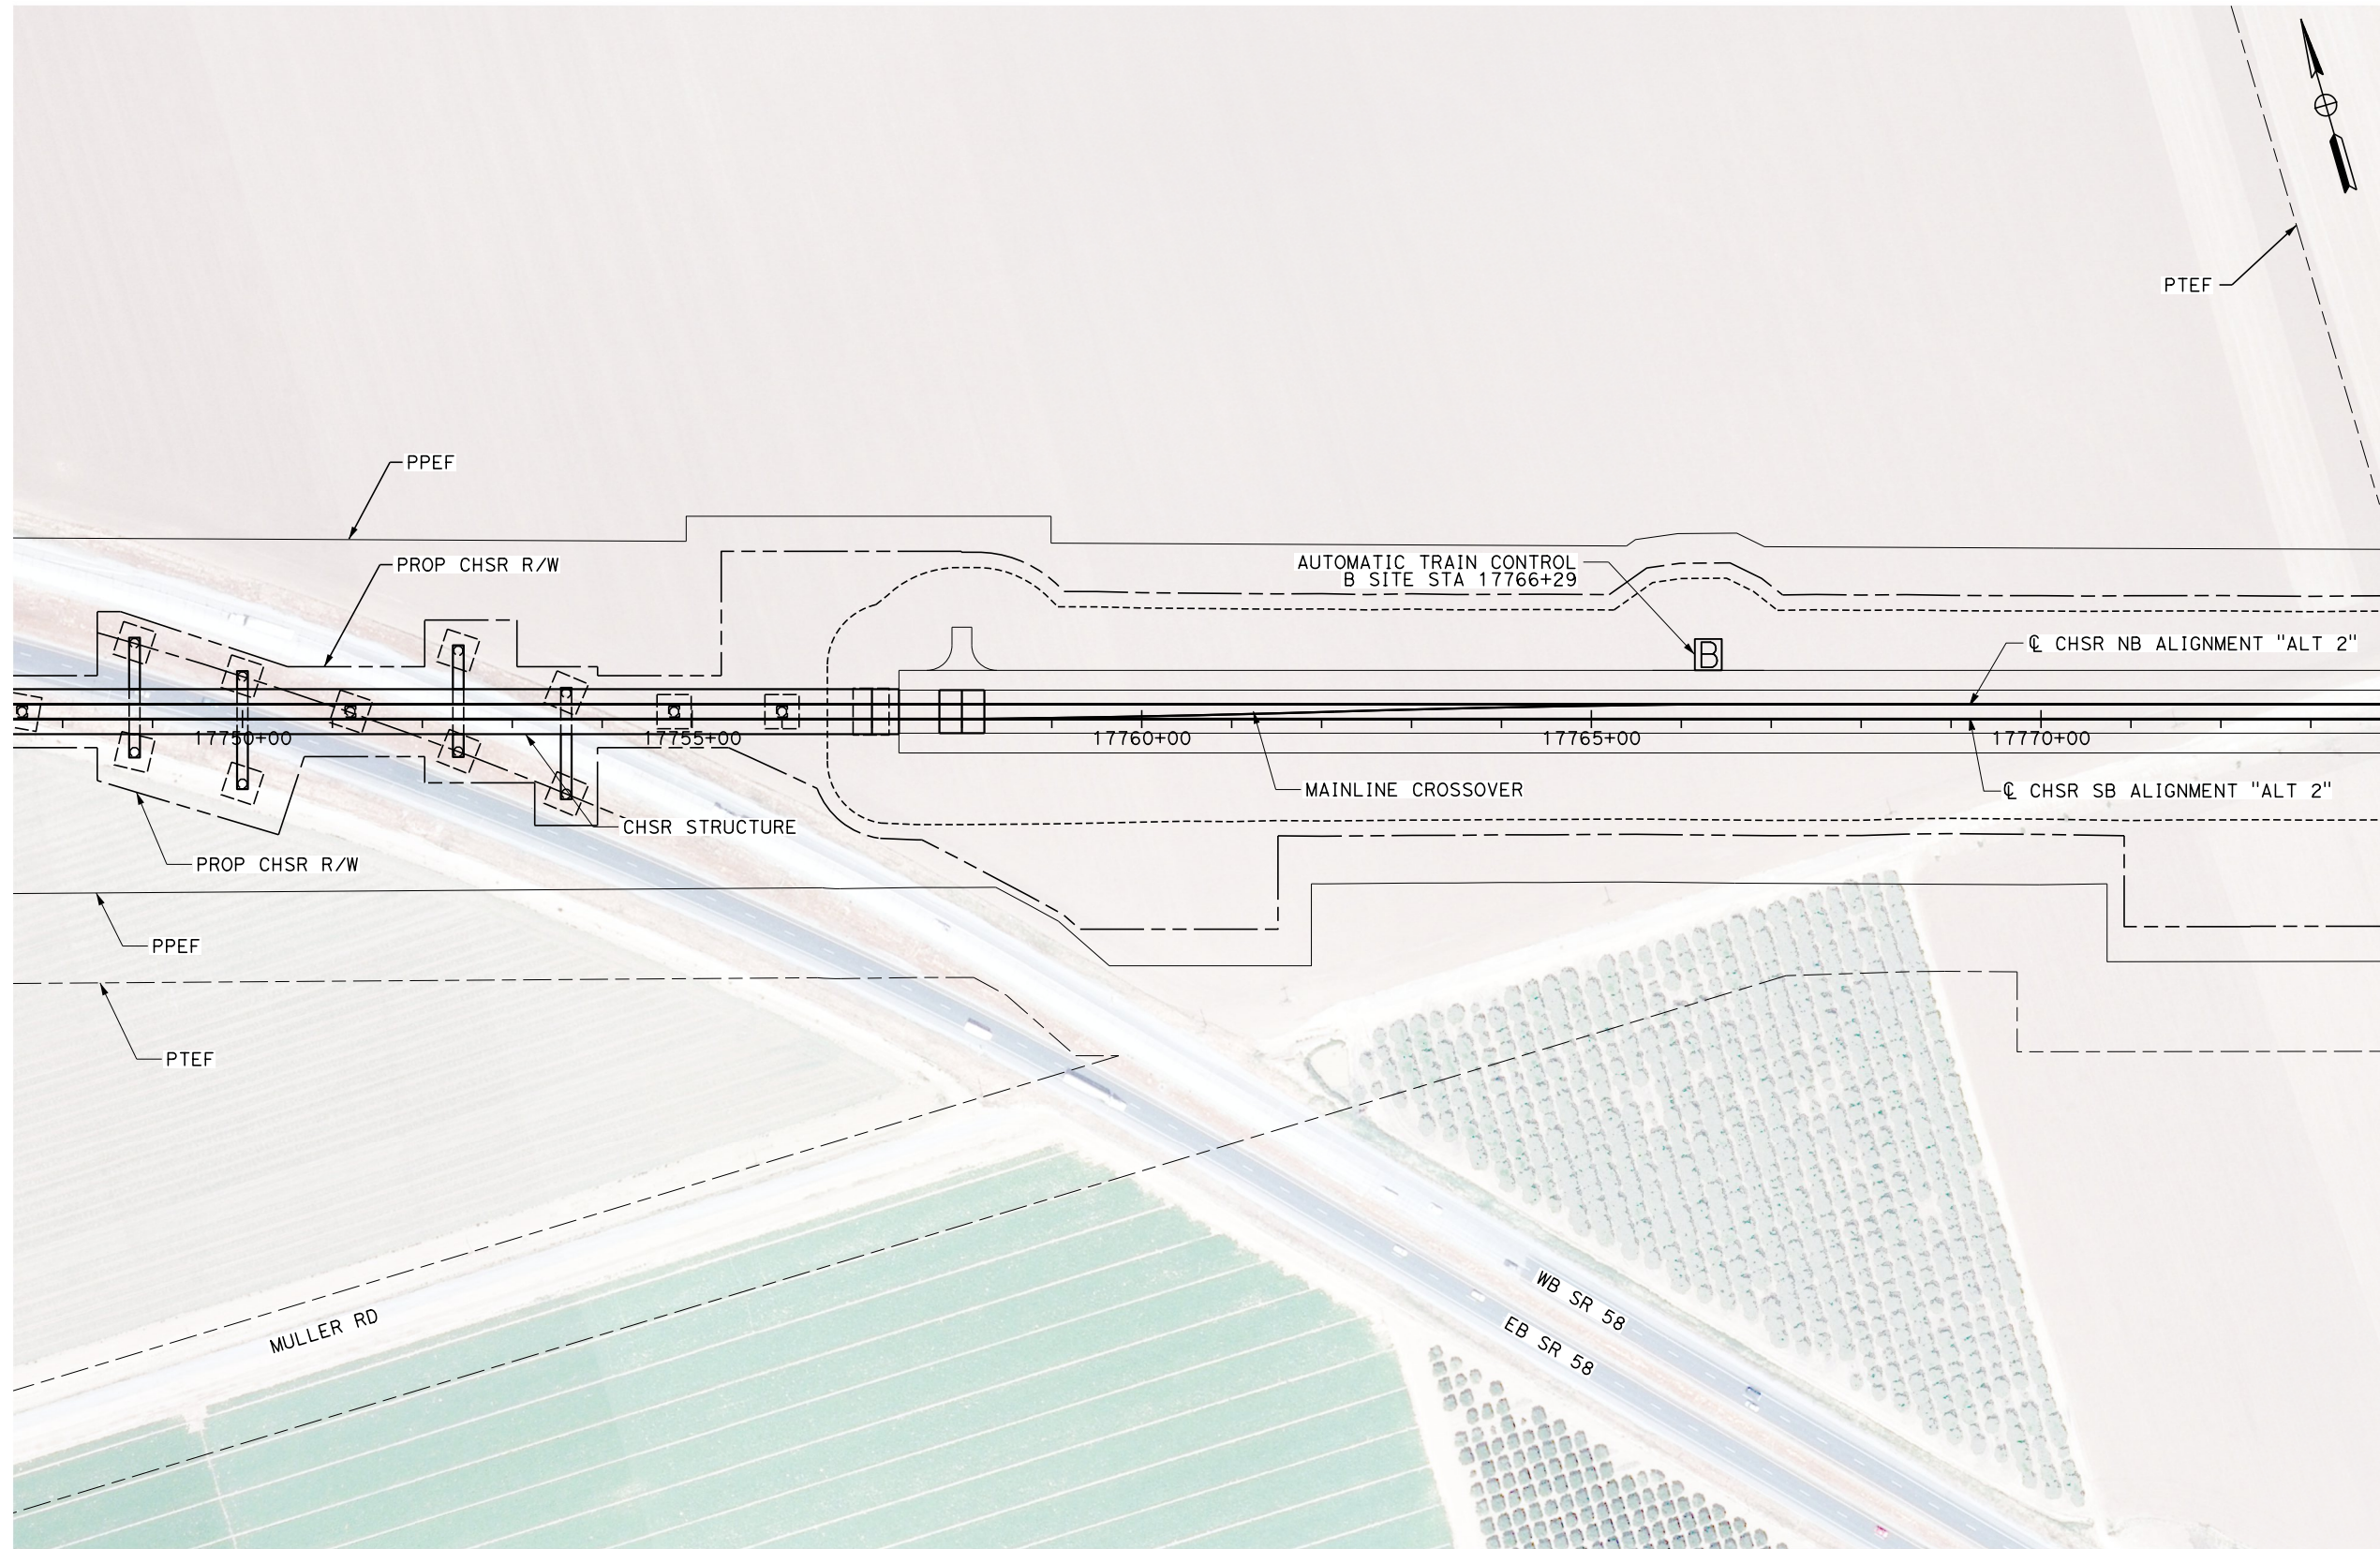 PTEF
PPEF
PROP CHSR R/W
AUTOMATIC TRAIN CONTROL
B SITE STA 17766+29
B
℄ CHSR NB ALIGNMENT "ALT 2"
17750+00
17755+00
17760+00
17765+00
17770+00
MAINLINE CROSSOVER
℄ CHSR SB ALIGNMENT "ALT 2"
CHSR STRUCTURE
PROP CHSR R/W
PPEF
PTEF
MULLER RD
WB SR 58
EB SR 58